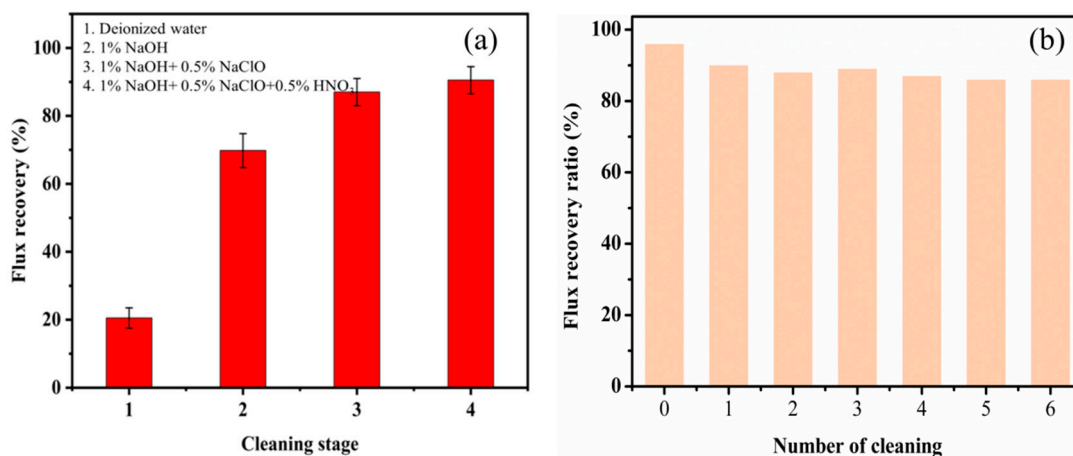 (a)
1. Deionized water
2. 1% NaOH
3. 1% NaOH+ 0.5% NaClO
4. 1% NaOH+ 0.5% NaClO+0.5% HNO₃
Flux recovery (%)
100
80
60
40
20
0
1 2 3 4
Cleaning stage
(b)
Flux recovery ratio (%)
100
80
60
40
20
0
0 1 2 3 4 5 6
Number of cleaning